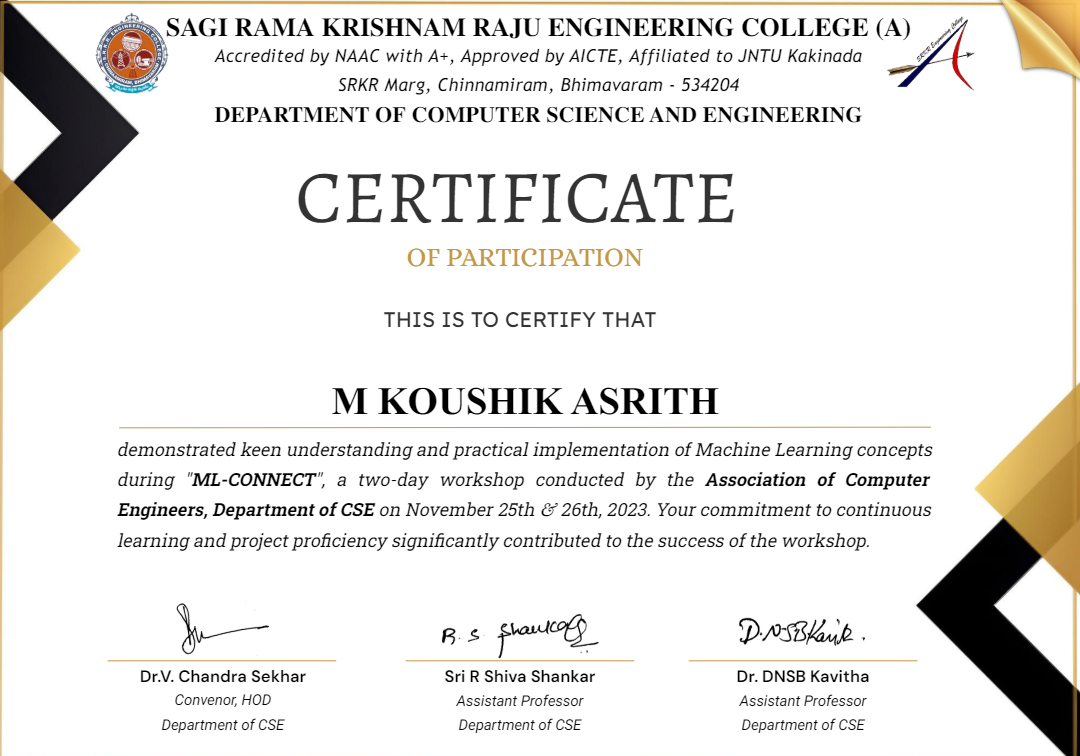 SAGI RAMA KRISHNAM RAJU ENGINEERING COLLEGE (A)
Accredited by NAAC with A+, Approved by AICTE, Affiliated to JNTU Kakinada
SRKR Marg, Chinnamiram, Bhimavaram - 534204
DEPARTMENT OF COMPUTER SCIENCE AND ENGINEERING
SRKR Engineering College
CERTIFICATE
OF PARTICIPATION
THIS IS TO CERTIFY THAT
M KOUSHIK ASRITH
demonstrated keen understanding and practical implementation of Machine Learning concepts
during "ML-CONNECT", a two-day workshop conducted by the Association of Computer
Engineers, Department of CSE on November 25th & 26th, 2023. Your commitment to continuous
learning and project proficiency significantly contributed to the success of the workshop.
Dr.V. Chandra Sekhar
Convenor, HOD
Department of CSE
Sri R Shiva Shankar
Assistant Professor
Department of CSE
Dr. DNSB Kavitha
Assistant Professor
Department of CSE